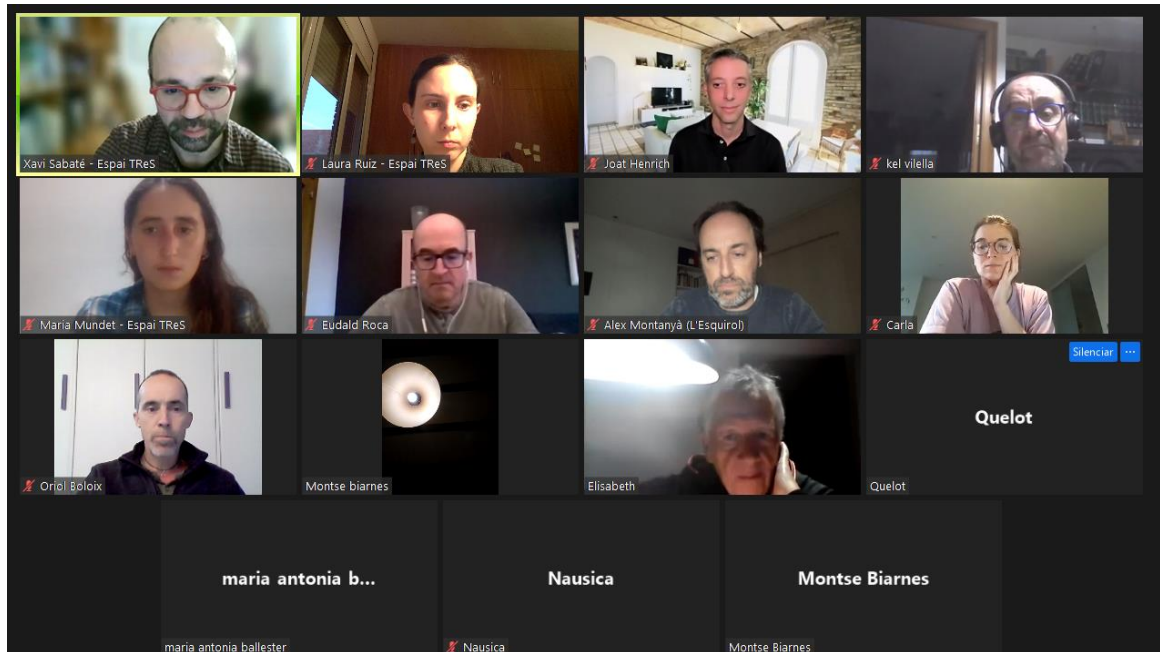 Xavi Sabaté - Espai TReS
Laura Ruiz - Espai TReS
Joat Henrich
kel vilella
Maria Mundet - Espai TReS
Eudald Roca
Alex Montanyà (L'Esquirol)
Carla
Oriol Boloix
Montse biarnes
Elisabeth
Silenciar ...
Quelot
Quelot
maria antonia b...
maria antonia ballester
Nausica
Nausica
Montse Biarnes
Montse Biarnes